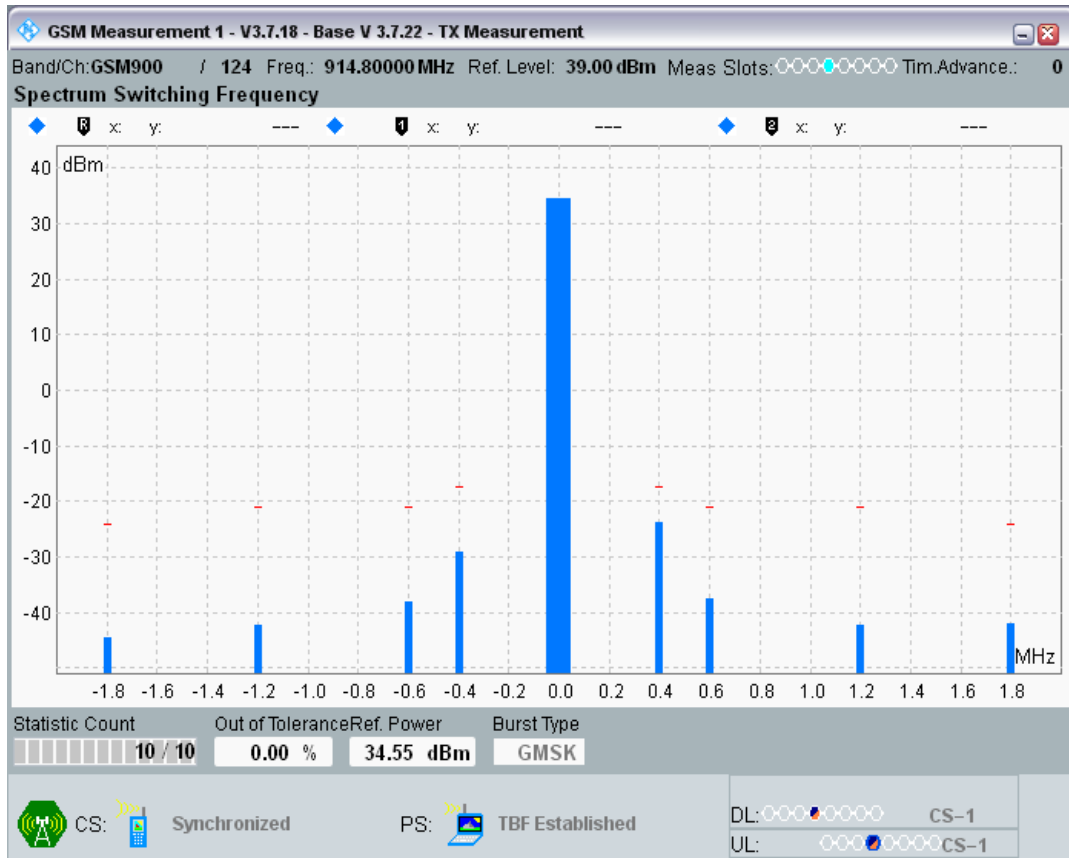 GSM Measurement 1 - V3.7.18 - Base V 3.7.22 - TX Measurement
Band/Ch:GSM900 / 124 Freq.: 914.80000 MHz Ref. Level: 39.00 dBm Meas Slots: Tim.Advance.: 0
Spectrum Switching Frequency
R x: y: --- 1 x: y: --- 2 x: y: ---
dBm
40
30
20
10
0
-10
-20
-30
-40
MHz
-1.8 -1.6 -1.4 -1.2 -1.0 -0.8 -0.6 -0.4 -0.2 0.0 0.2 0.4 0.6 0.8 1.0 1.2 1.4 1.6 1.8
Statistic Count Out of Tolerance Ref. Power Burst Type
10 / 10 0.00 % 34.55 dBm GMSK
CS: Synchronized PS: TBF Established DL: CS-1
UL: CS-1